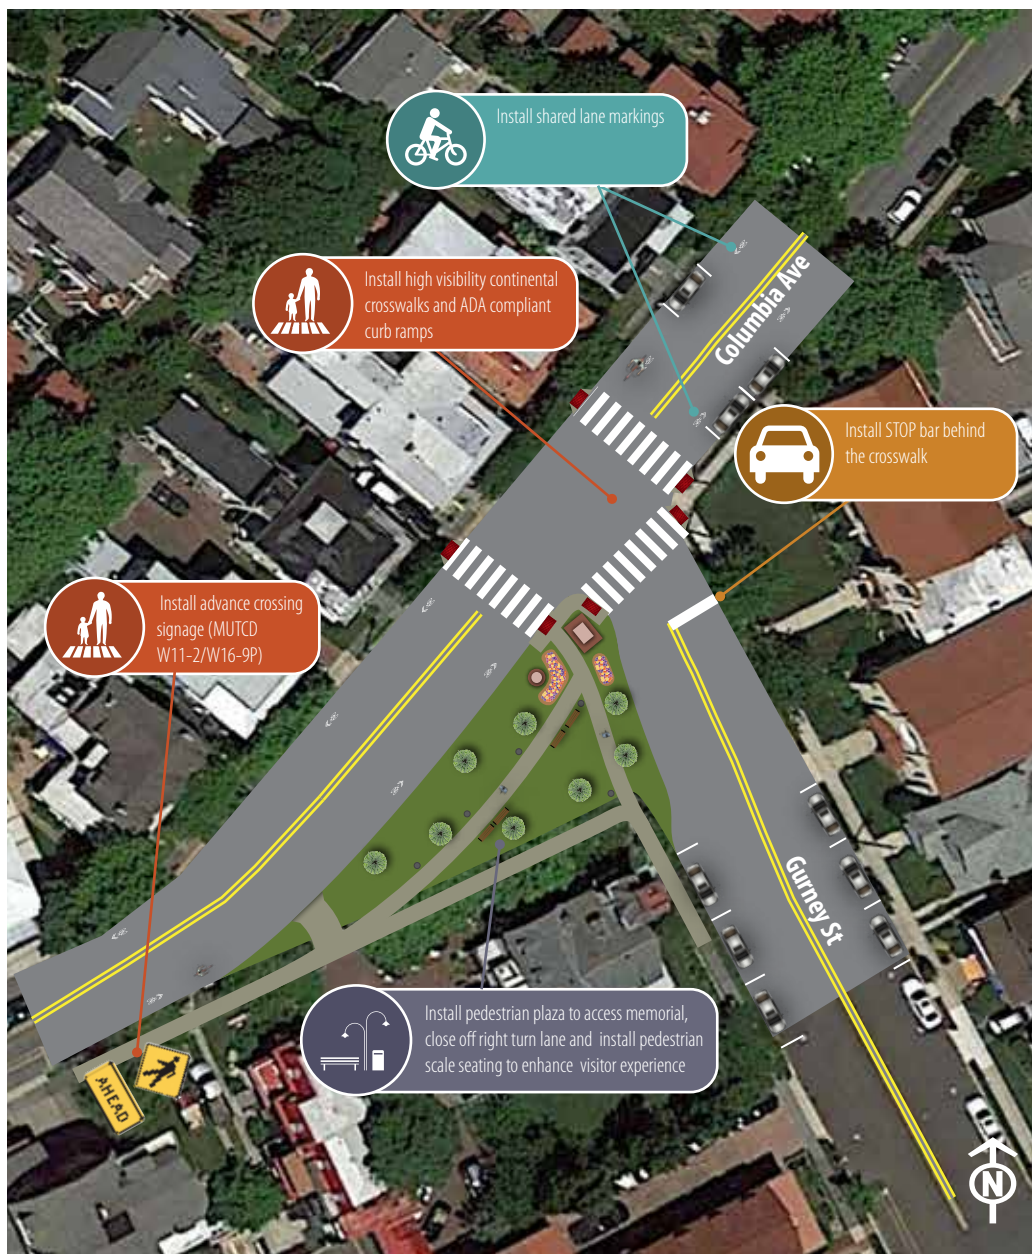 Install shared lane markings
Install high visibility continental
crosswalks and ADA compliant
curb ramps
Columbia Ave
Install STOP bar behind
the crosswalk
Install advance crossing
signage (MUTCD
W11-2/W16-9P)
Gurney St
Install pedestrian plaza to access memorial,
close off right turn lane and install pedestrian
scale seating to enhance visitor experience
AHEAD
N